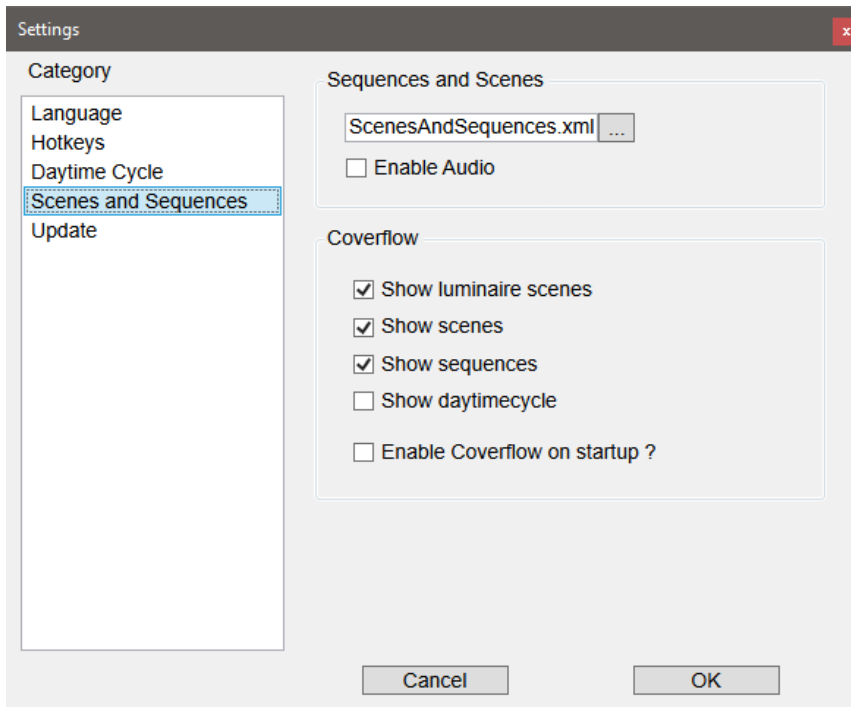 Settings
x
Category
Language
Hotkeys
Daytime Cycle
Scenes and Sequences
Update
Sequences and Scenes
ScenesAndSequences.xml ...
Enable Audio
Coverflow
Show luminaire scenes
Show scenes
Show sequences
Show daytimecycle
Enable Coverflow on startup ?
Cancel
OK